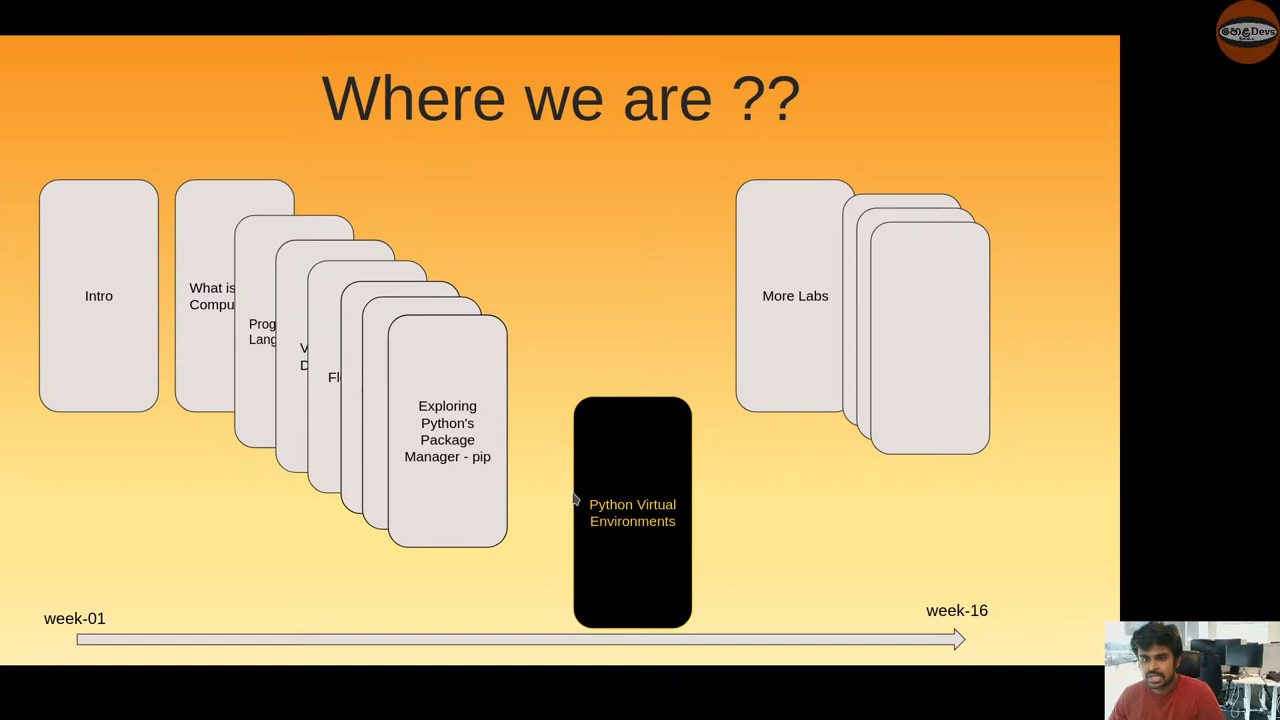 හෙළDevs
Where we are ??
Intro
What is
Compu
Prog
Lang
V
D
Fl
Exploring
Python's
Package
Manager - pip
Python Virtual
Environments
More Labs
week-01
week-16